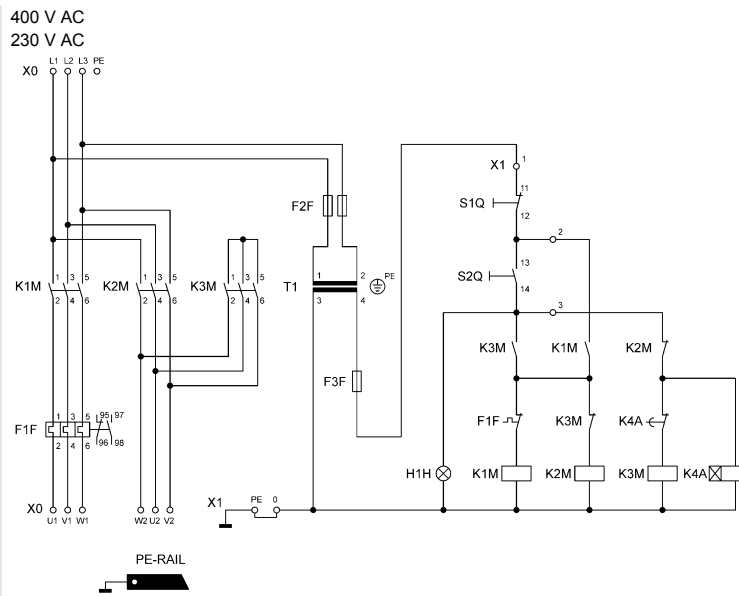 400 V AC
230 V AC
L1 L2 L3 PE
X0
1
X1
11
S1Q
12
F2F
2
13
S2Q
14
3
K1M 1 3 5
2 4 6
K2M 1 3 5
2 4 6
K3M 1 3 5
2 4 6
T1
1 2
3 4
PE
K3M K1M K2M
F3F
F1F
1 3 5 95 97
2 4 6 96 98
F1F K3M K4A
H1H K1M K2M K3M K4A
X0
U1 V1 W1
W2 U2 V2
X1
PE 0
PE-RAIL